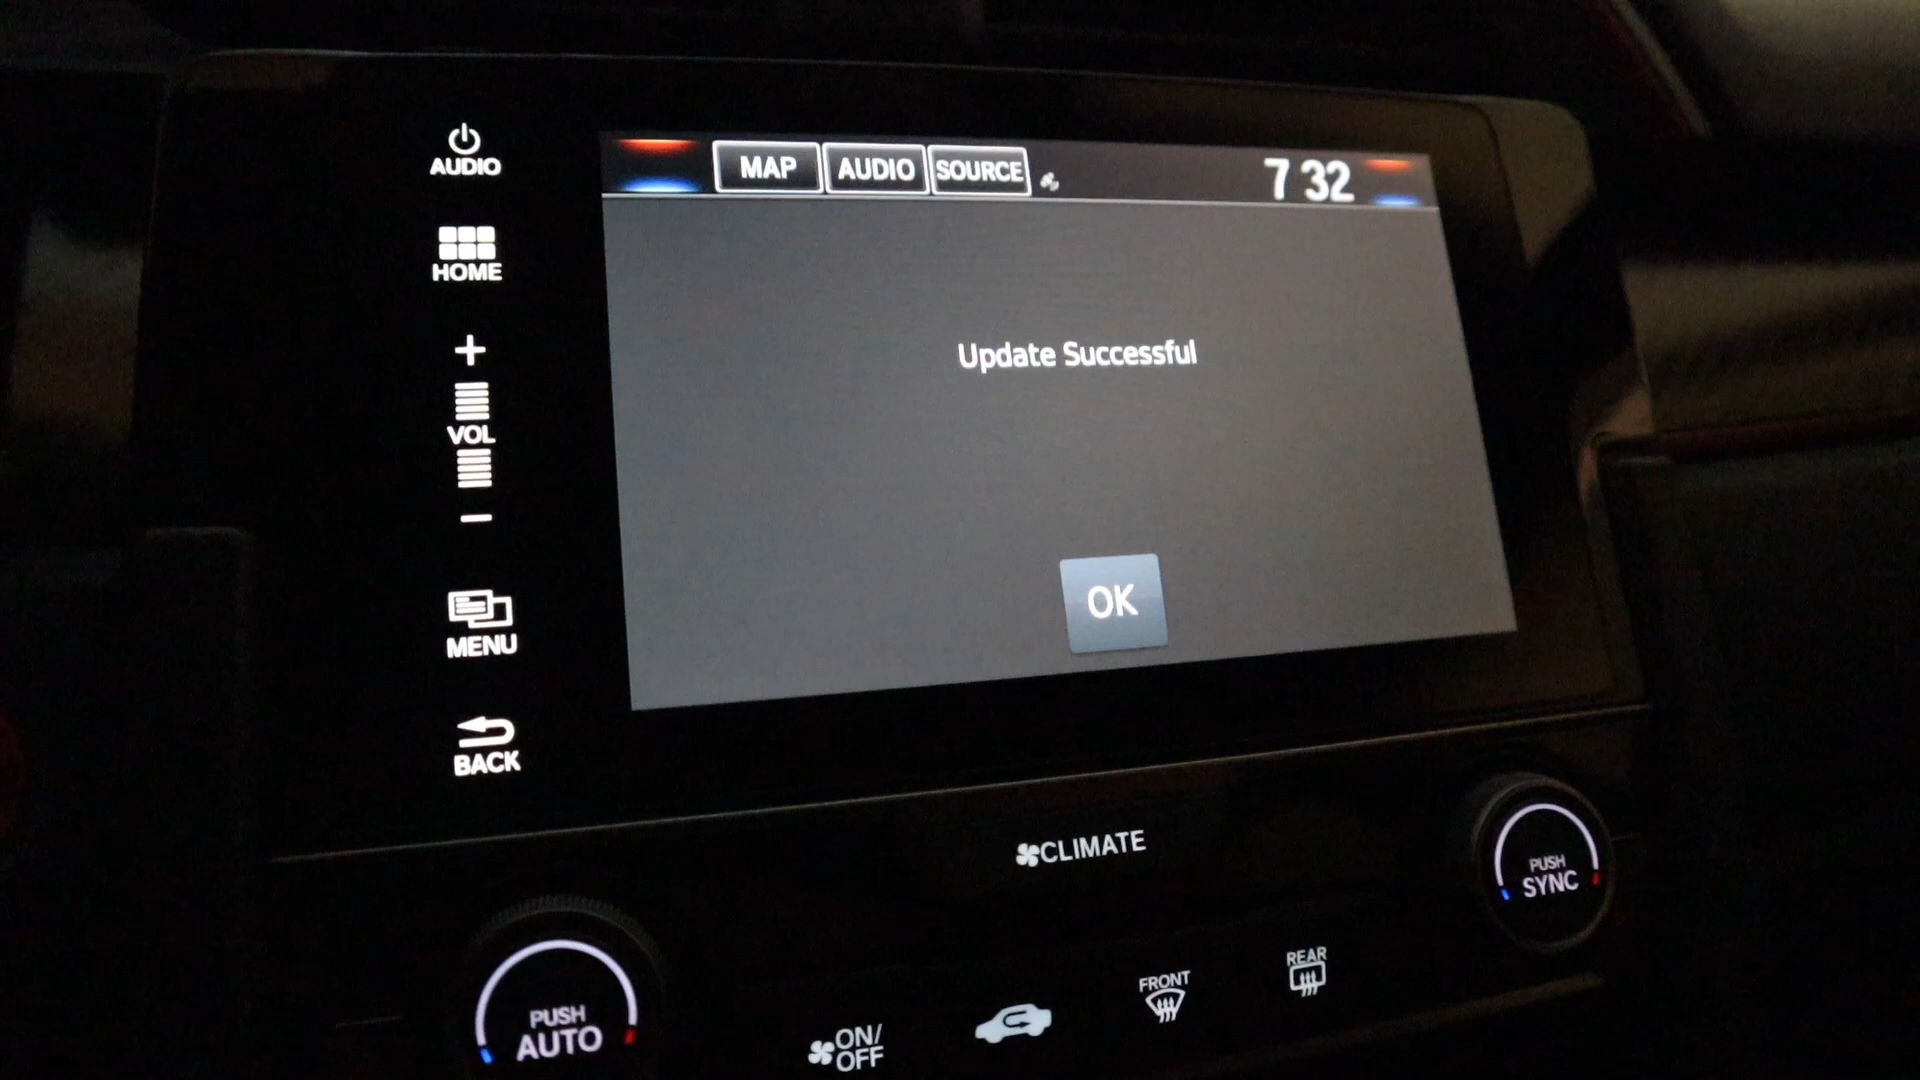 AUDIO
HOME
+
VOL
−
MENU
BACK
MAP AUDIO SOURCE 7 32
Update Successful
OK
CLIMATE
PUSH
SYNC
PUSH
AUTO
ON/
OFF
FRONT
REAR